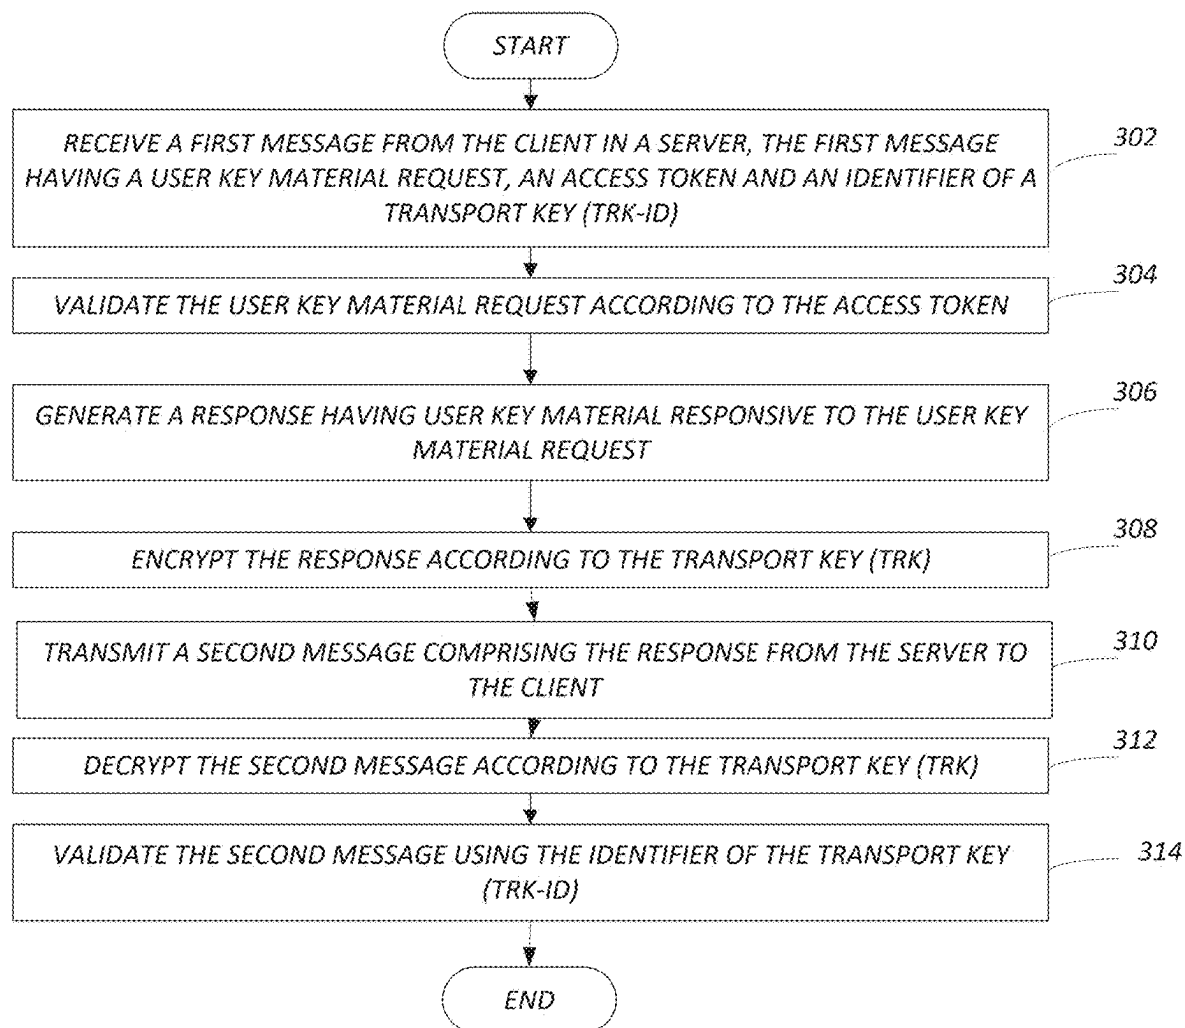 START
RECEIVE A FIRST MESSAGE FROM THE CLIENT IN A SERVER, THE FIRST MESSAGE
HAVING A USER KEY MATERIAL REQUEST, AN ACCESS TOKEN AND AN IDENTIFIER OF A
TRANSPORT KEY (TRK-ID)
302
VALIDATE THE USER KEY MATERIAL REQUEST ACCORDING TO THE ACCESS TOKEN
304
GENERATE A RESPONSE HAVING USER KEY MATERIAL RESPONSIVE TO THE USER KEY
MATERIAL REQUEST
306
ENCRYPT THE RESPONSE ACCORDING TO THE TRANSPORT KEY (TRK)
308
TRANSMIT A SECOND MESSAGE COMPRISING THE RESPONSE FROM THE SERVER TO
THE CLIENT
310
DECRYPT THE SECOND MESSAGE ACCORDING TO THE TRANSPORT KEY (TRK)
312
VALIDATE THE SECOND MESSAGE USING THE IDENTIFIER OF THE TRANSPORT KEY
(TRK-ID)
314
END